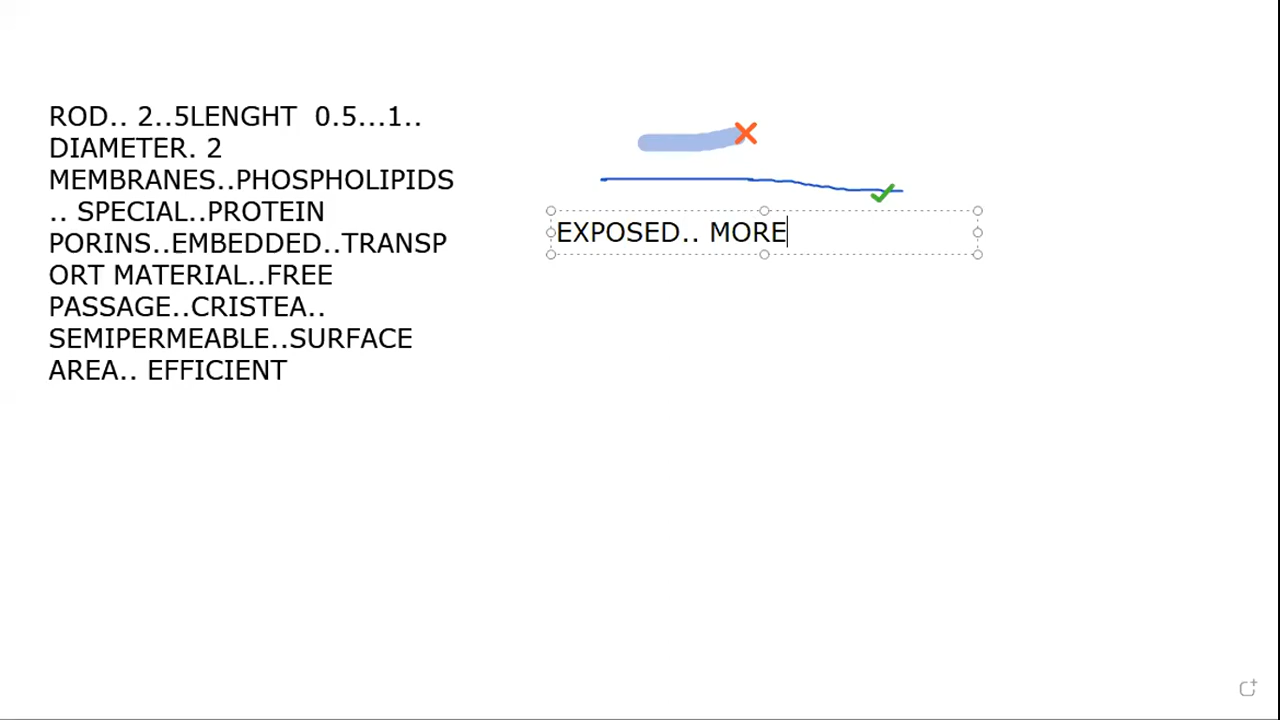 ROD.. 2..5LENGHT  0.5...1..
DIAMETER. 2
MEMBRANES..PHOSPHOLIPIDS
.. SPECIAL..PROTEIN
PORINS..EMBEDDED..TRANSP
ORT MATERIAL..FREE
PASSAGE..CRISTEA..
SEMIPERMEABLE..SURFACE
AREA.. EFFICIENT
EXPOSED.. MORE